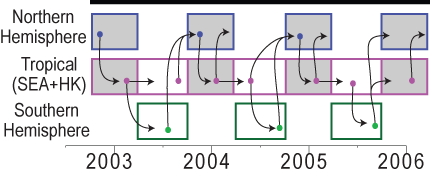 Northern
Hemisphere
Tropical
(SEA+HK)
Southern
Hemisphere
2003 2004 2005 2006